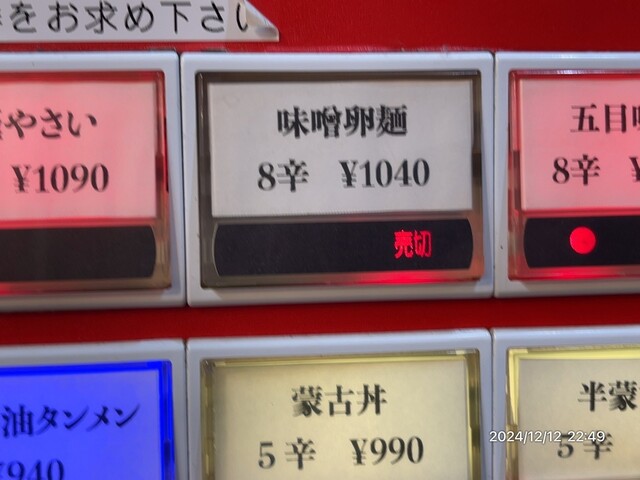 をお求め下さい
やさい
¥1090
味噌卵麺
8辛 ¥1040
売切
五目
8辛 ¥
油タンメン
¥940
蒙古丼
5辛 ¥990
半蒙
5辛
2024/12/12 22:49